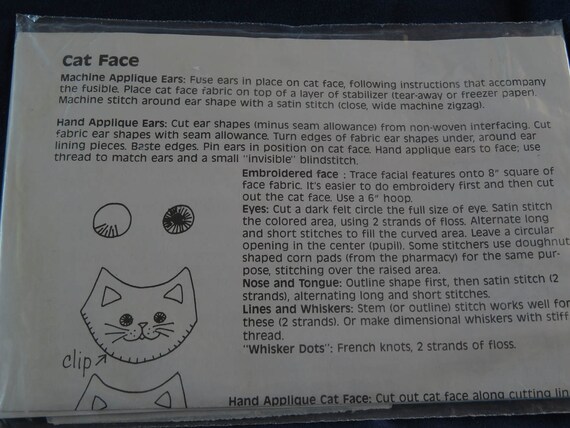 Cat Face
Machine Applique Ears: Fuse ears in place on cat face, following instructions that accompany
the fusible. Place cat face fabric on top of a layer of stabilizer (tear-away or freezer paper.
Machine stitch around ear shape with a satin stitch (close, wide machine zigzag).
Hand Applique Ears: Cut ear shapes (minus seam allowance) from non-woven interfacing. Cut
fabric ear shapes with seam allowance. Turn edges of fabric ear shapes under, around ear
lining pieces. Baste edges. Pin ears in position on cat face. Hand applique ears to face; use
thread to match ears and a small "invisible" blindstitch.
Embroidered face : Trace facial features onto 8" square of
face fabric. It's easier to do embroidery first and then cut
out the cat face. Use a 6" hoop.
Eyes: Cut a dark felt circle the full size of eye. Satin stitch
the colored area, using 2 strands of floss. Alternate long
and short stitches to fill the curved area. Leave a circular
opening in the center (pupil). Some stitchers use doughnut
shaped corn pads (from the pharmacy) for the same pur-
pose, stitching over the raised area.
Nose and Tongue: Outline shape first, then satin stitch (2
strands), alternating long and short stitches.
Lines and Whiskers: Stem (or outline) stitch works well for
these (2 strands). Or make dimensional whiskers with stiff
thread.
"Whisker Dots": French knots, 2 strands of floss.
clip
Hand Applique Cat Face: Cut out cat face along cutting lin